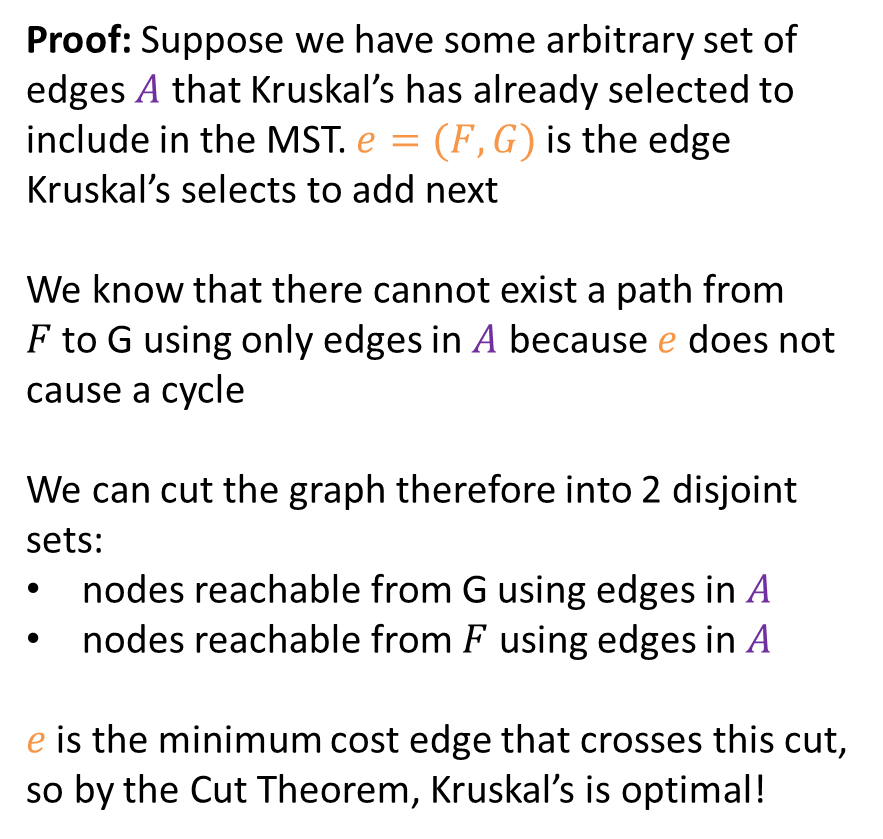 Proof: Suppose we have some arbitrary set of
edges A that Kruskal’s has already selected to
include in the MST. e = (F, G) is the edge
Kruskal’s selects to add next
We know that there cannot exist a path from
F to G using only edges in A because e does not
cause a cycle
We can cut the graph therefore into 2 disjoint
sets:
• nodes reachable from G using edges in A
• nodes reachable from F using edges in A
e is the minimum cost edge that crosses this cut,
so by the Cut Theorem, Kruskal’s is optimal!